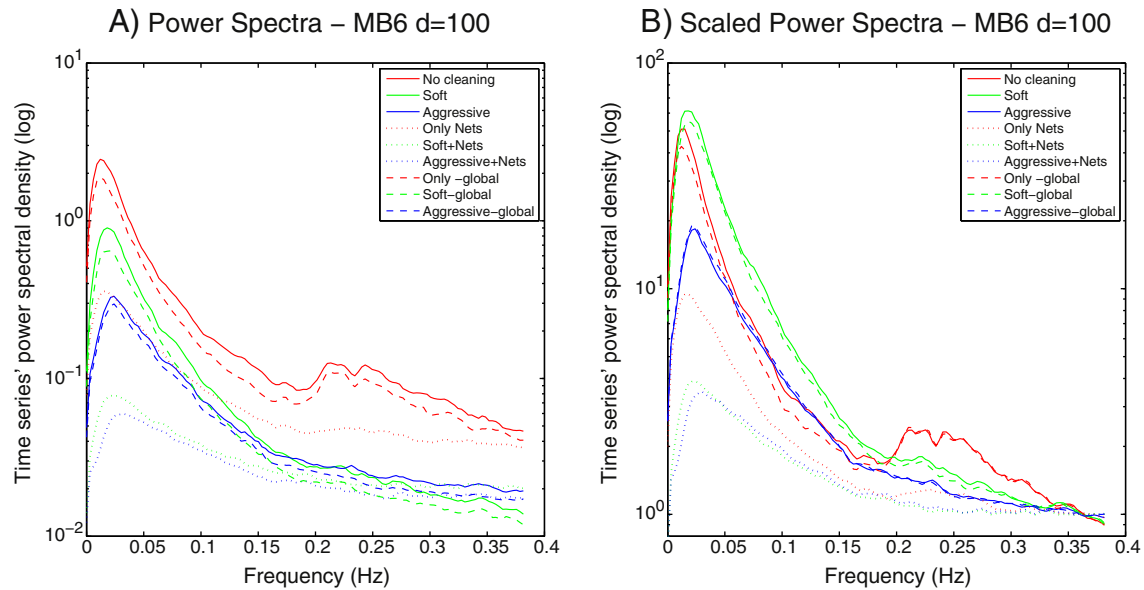 A) Power Spectra − MB6 d=100
Time series' power spectral density (log)
10^1
10^0
10^−1
10^−2
No cleaning
Soft
Aggressive
Only Nets
Soft+Nets
Aggressive+Nets
Only −global
Soft−global
Aggressive−global
0 0.05 0.1 0.15 0.2 0.25 0.3 0.35 0.4
Frequency (Hz)
B) Scaled Power Spectra − MB6 d=100
Time series' power spectral density (log)
10^2
10^1
10^0
No cleaning
Soft
Aggressive
Only Nets
Soft+Nets
Aggressive+Nets
Only −global
Soft−global
Aggressive−global
0 0.05 0.1 0.15 0.2 0.25 0.3 0.35 0.4
Frequency (Hz)